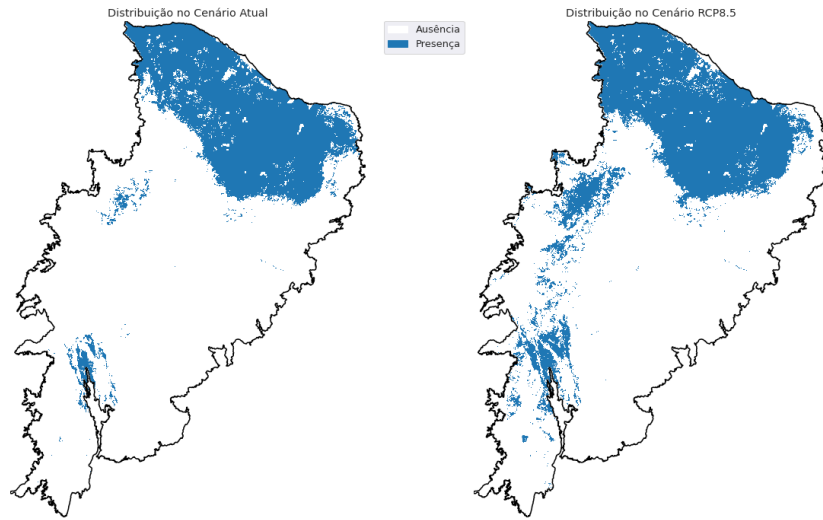 Distribuição no Cenário Atual
Ausência
Presença
Distribuição no Cenário RCP8.5